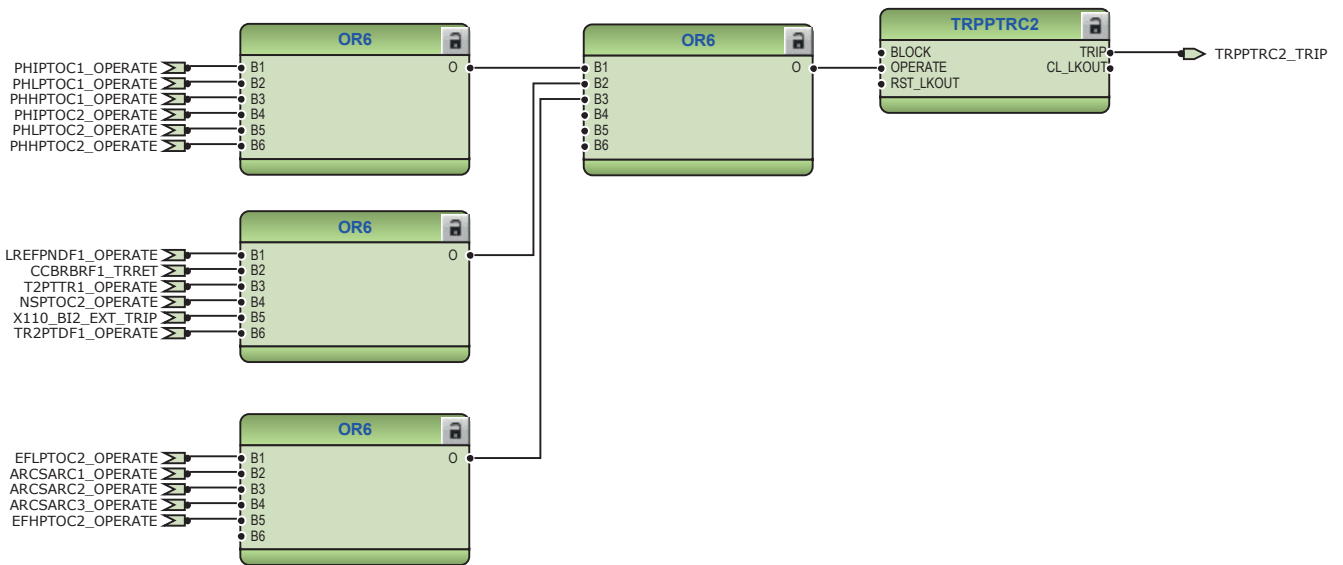 TRPPTRC2
OR6
OR6
BLOCK
TRIP
TRPPTRC2_TRIP
OPERATE
CL_LKOUT
RST_LKOUT
PHIPTOC1_OPERATE
B1
O
B1
O
PHLPTOC1_OPERATE
B2
B2
PHHPTOC1_OPERATE
B3
B3
PHIPTOC2_OPERATE
B4
B4
PHLPTOC2_OPERATE
B5
B5
PHHPTOC2_OPERATE
B6
B6
OR6
LREFPNDF1_OPERATE
B1
O
CCBRBRF1_TRRET
B2
T2PTTR1_OPERATE
B3
NSPTOC2_OPERATE
B4
X110_BI2_EXT_TRIP
B5
TR2PTDF1_OPERATE
B6
OR6
EFLPTOC2_OPERATE
B1
O
ARCSARC1_OPERATE
B2
ARCSARC2_OPERATE
B3
ARCSARC3_OPERATE
B4
EFHPTOC2_OPERATE
B5
B6